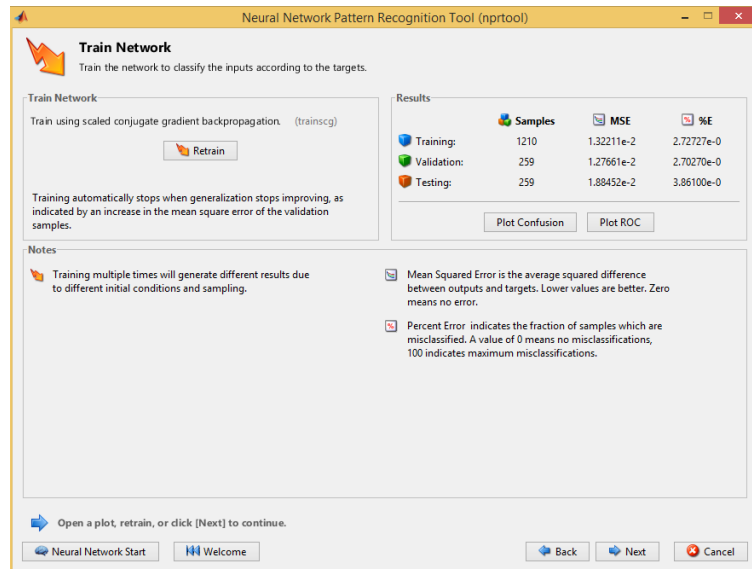 Neural Network Pattern Recognition Tool (nprtool)
Train Network
Train the network to classify the inputs according to the targets.
Train Network
Train using scaled conjugate gradient backpropagation. (trainscg)
Retrain
Training automatically stops when generalization stops improving, as
indicated by an increase in the mean square error of the validation
samples.
Results
Samples MSE %E
Training: 1210 1.32211e-2 2.72727e-0
Validation: 259 1.27661e-2 2.70270e-0
Testing: 259 1.88452e-2 3.86100e-0
Plot Confusion Plot ROC
Notes
Training multiple times will generate different results due
to different initial conditions and sampling.
Mean Squared Error is the average squared difference
between outputs and targets. Lower values are better. Zero
means no error.
Percent Error indicates the fraction of samples which are
misclassified. A value of 0 means no misclassifications,
100 indicates maximum misclassifications.
Open a plot, retrain, or click [Next] to continue.
Neural Network Start Welcome Back Next Cancel